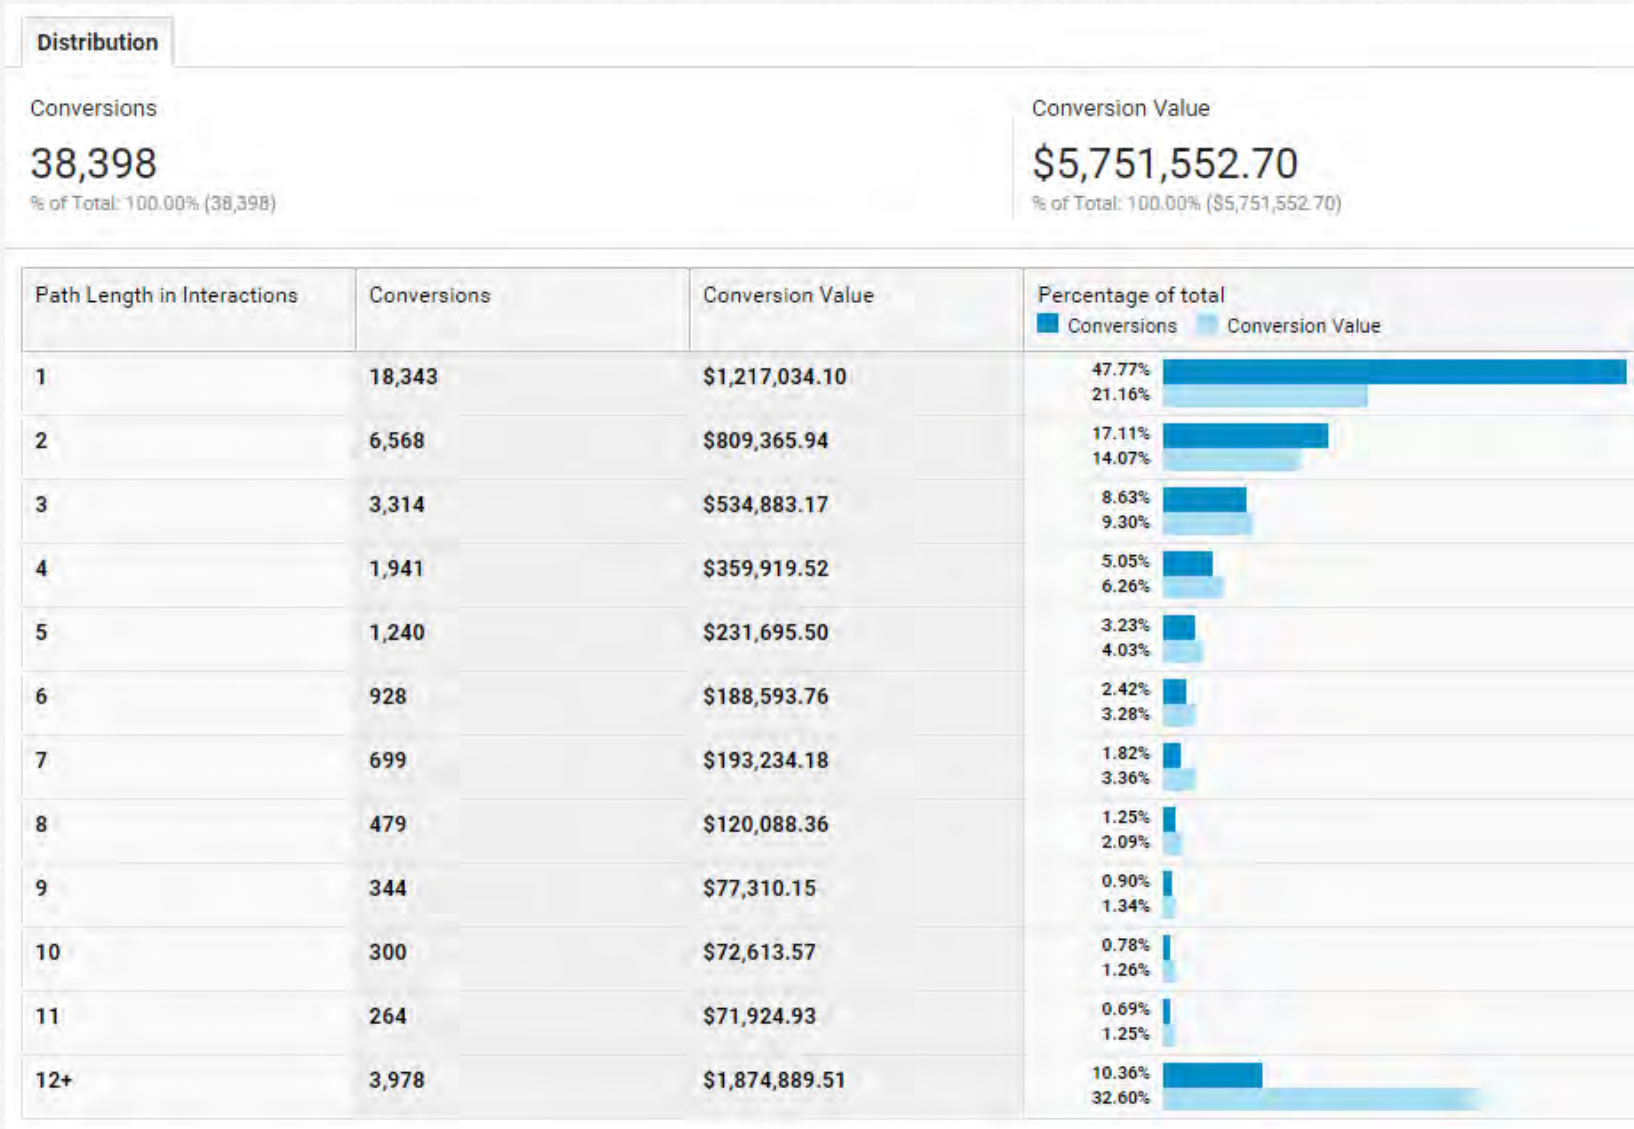 Distribution
Conversions
38,398
% of Total: 100.00% (38,398)
Conversion Value
$5,751,552.70
% of Total: 100.00% ($5,751,552.70)
Path Length in Interactions Conversions Conversion Value Percentage of total
Conversions Conversion Value
1 18,343 $1,217,034.10 47.77%
21.16%
2 6,568 $809,365.94 17.11%
14.07%
3 3,314 $534,883.17 8.63%
9.30%
4 1,941 $359,919.52 5.05%
6.26%
5 1,240 $231,695.50 3.23%
4.03%
6 928 $188,593.76 2.42%
3.28%
7 699 $193,234.18 1.82%
3.36%
8 479 $120,088.36 1.25%
2.09%
9 344 $77,310.15 0.90%
1.34%
10 300 $72,613.57 0.78%
1.26%
11 264 $71,924.93 0.69%
1.25%
12+ 3,978 $1,874,889.51 10.36%
32.60%